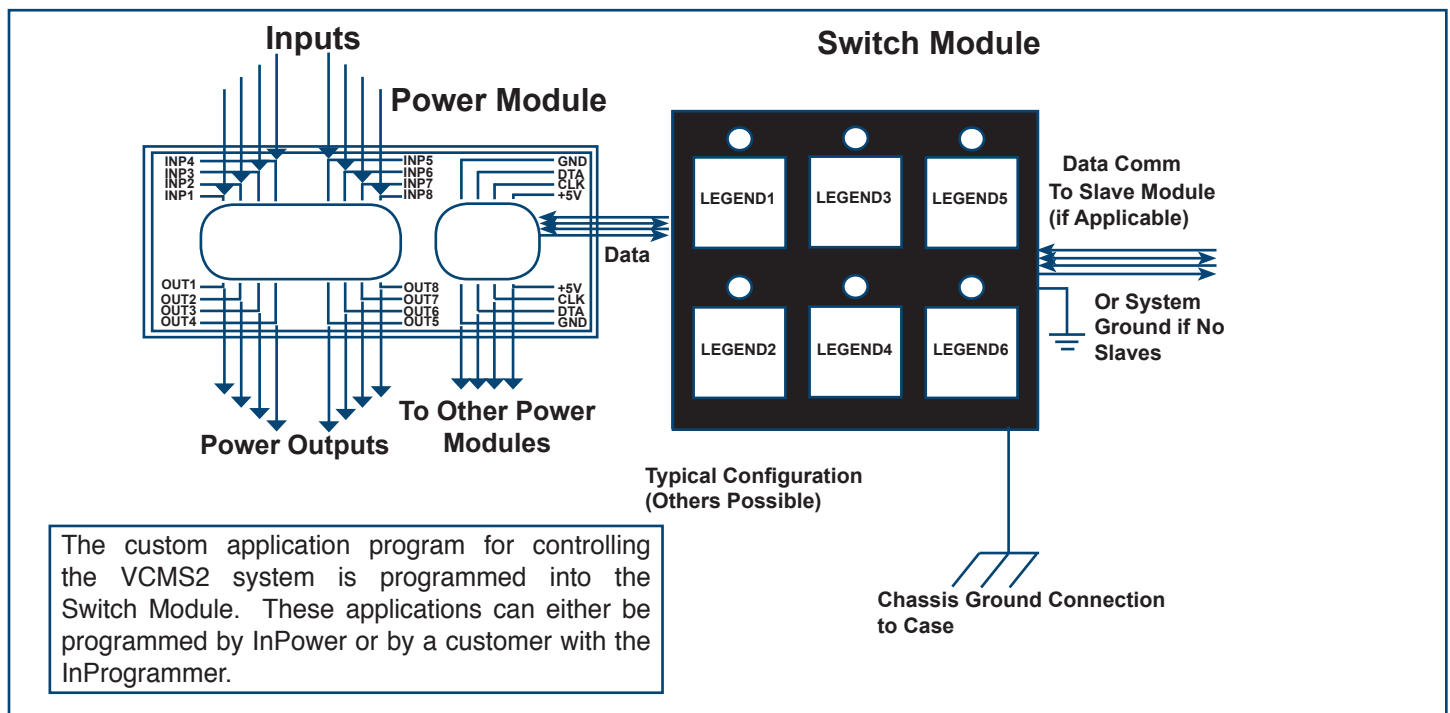 Inputs
Switch Module
Power Module
INP4
INP3
INP2
INP1
INP5
INP6
INP7
INP8
GND
DTA
CLK
+5V
OUT1
OUT2
OUT3
OUT4
OUT8
OUT7
OUT6
OUT5
+5V
CLK
DTA
GND
Data
LEGEND1
LEGEND3
LEGEND5
LEGEND2
LEGEND4
LEGEND6
Data Comm
To Slave Module
(if Applicable)
Or System
Ground if No
Slaves
Power Outputs
To Other Power
Modules
Typical Configuration
(Others Possible)
Chassis Ground Connection
to Case
The custom application program for controlling
the VCMS2 system is programmed into the
Switch Module. These applications can either be
programmed by InPower or by a customer with the
InProgrammer.